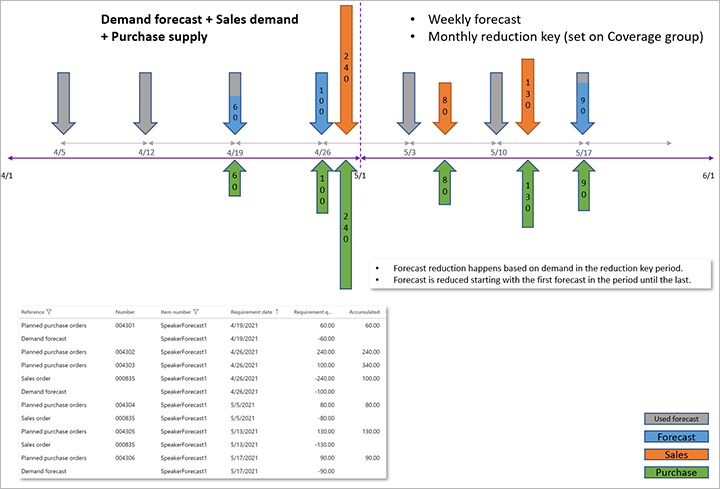 Demand forecast + Sales demand
+ Purchase supply
• Weekly forecast
• Monthly reduction key (set on Coverage group)
240
60
100
80
130
90
4/5
4/12
4/19
4/26
5/3
5/10
5/17
4/1
5/1
6/1
60
100
240
80
130
90
• Forecast reduction happens based on demand in the reduction key period.
• Forecast is reduced starting with the first forecast in the period until the last.
Reference Number Item number Requirement date ↑ Requirement q... Accumulated
Planned purchase orders 004301 SpeakerForecast1 4/19/2021 60.00 60.00
Demand forecast SpeakerForecast1 4/19/2021 -60.00
Planned purchase orders 004302 SpeakerForecast1 4/26/2021 240.00 240.00
Planned purchase orders 004303 SpeakerForecast1 4/26/2021 100.00 340.00
Sales order 000835 SpeakerForecast1 4/26/2021 -240.00 100.00
Demand forecast SpeakerForecast1 4/26/2021 -100.00
Planned purchase orders 004304 SpeakerForecast1 5/5/2021 80.00 80.00
Sales order 000835 SpeakerForecast1 5/5/2021 -80.00
Planned purchase orders 004305 SpeakerForecast1 5/13/2021 130.00 130.00
Sales order 000835 SpeakerForecast1 5/13/2021 -130.00
Planned purchase orders 004306 SpeakerForecast1 5/17/2021 90.00 90.00
Demand forecast SpeakerForecast1 5/17/2021 -90.00
Used forecast
Forecast
Sales
Purchase